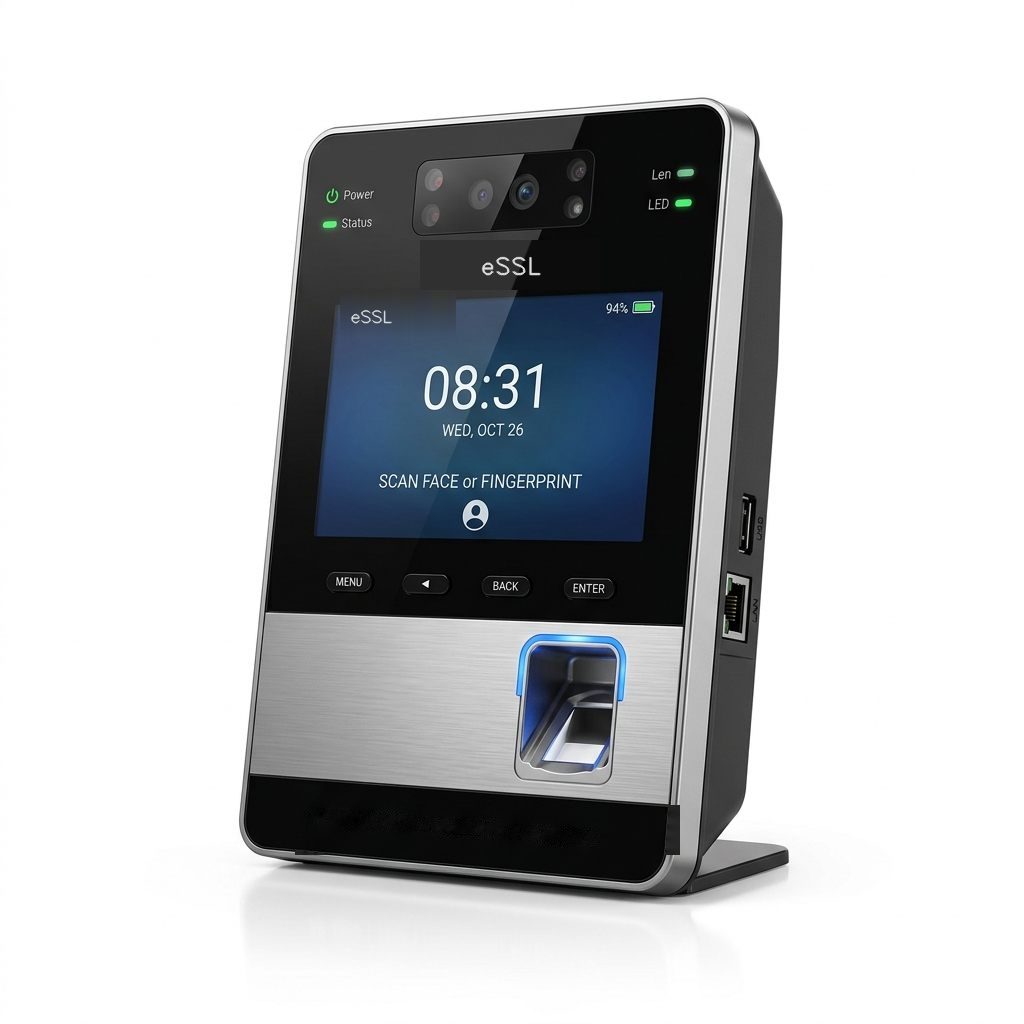 Power
Status
Len
LED
eSSL
eSSL
94%
08:31
WED, OCT 26
SCAN FACE or FINGERPRINT
MENU
BACK
ENTER
LAN